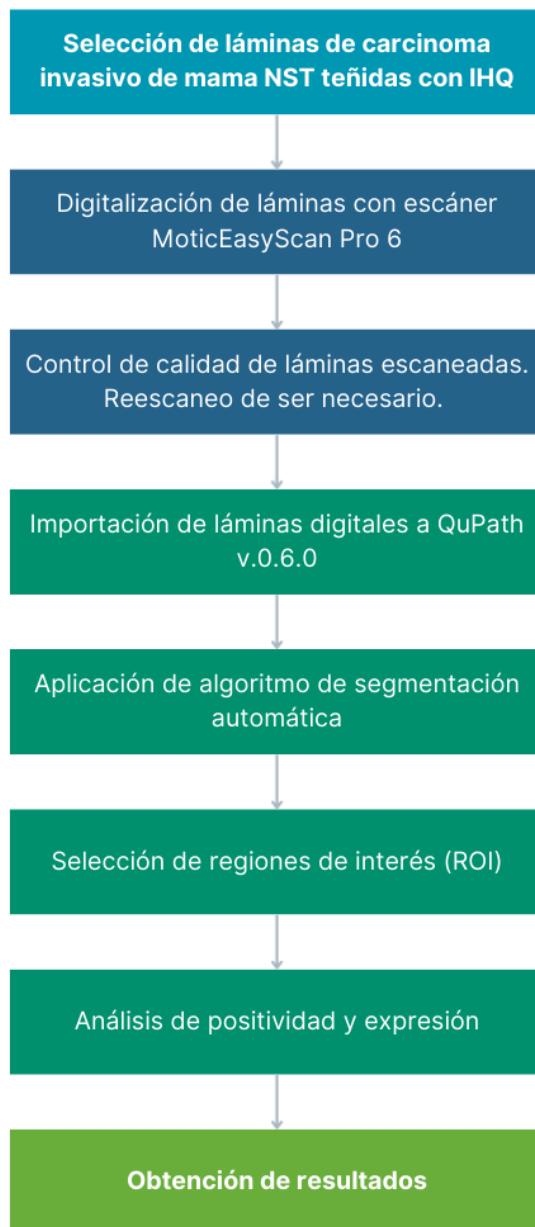 Selección de láminas de carcinoma
invasivo de mama NST teñidas con IHQ
Digitalización de láminas con escáner
MoticEasyScan Pro 6
Control de calidad de láminas escaneadas.
Reescaneo de ser necesario.
Importación de láminas digitales a QuPath
v.0.6.0
Aplicación de algoritmo de segmentación
automática
Selección de regiones de interés (ROI)
Análisis de positividad y expresión
Obtención de resultados